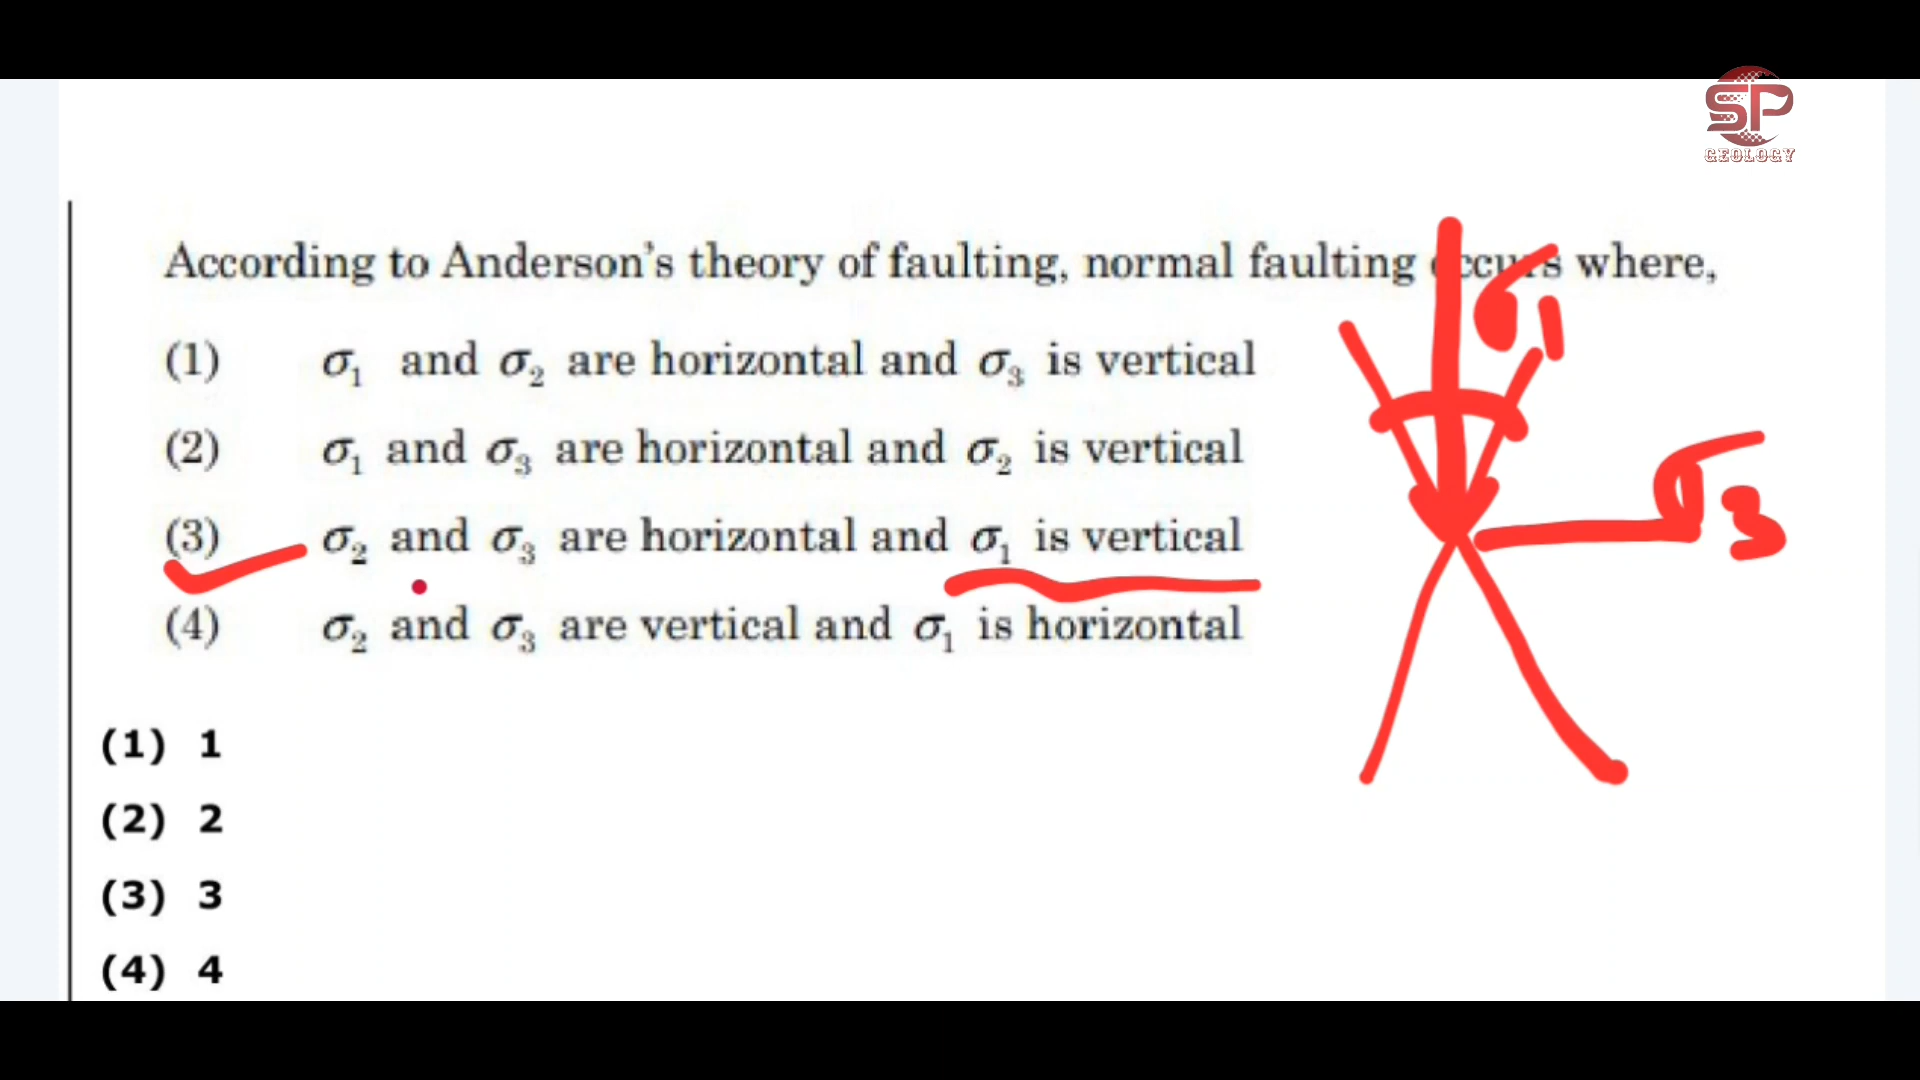 SP
GEOLOGY
According to Anderson's theory of faulting, normal faulting occurs where,
σ1
(1) σ₁ and σ₂ are horizontal and σ₃ is vertical
(2) σ₁ and σ₃ are horizontal and σ₂ is vertical
σ3
(3) σ₂ and σ₃ are horizontal and σ₁ is vertical
(4) σ₂ and σ₃ are vertical and σ₁ is horizontal
(1) 1
(2) 2
(3) 3
(4) 4